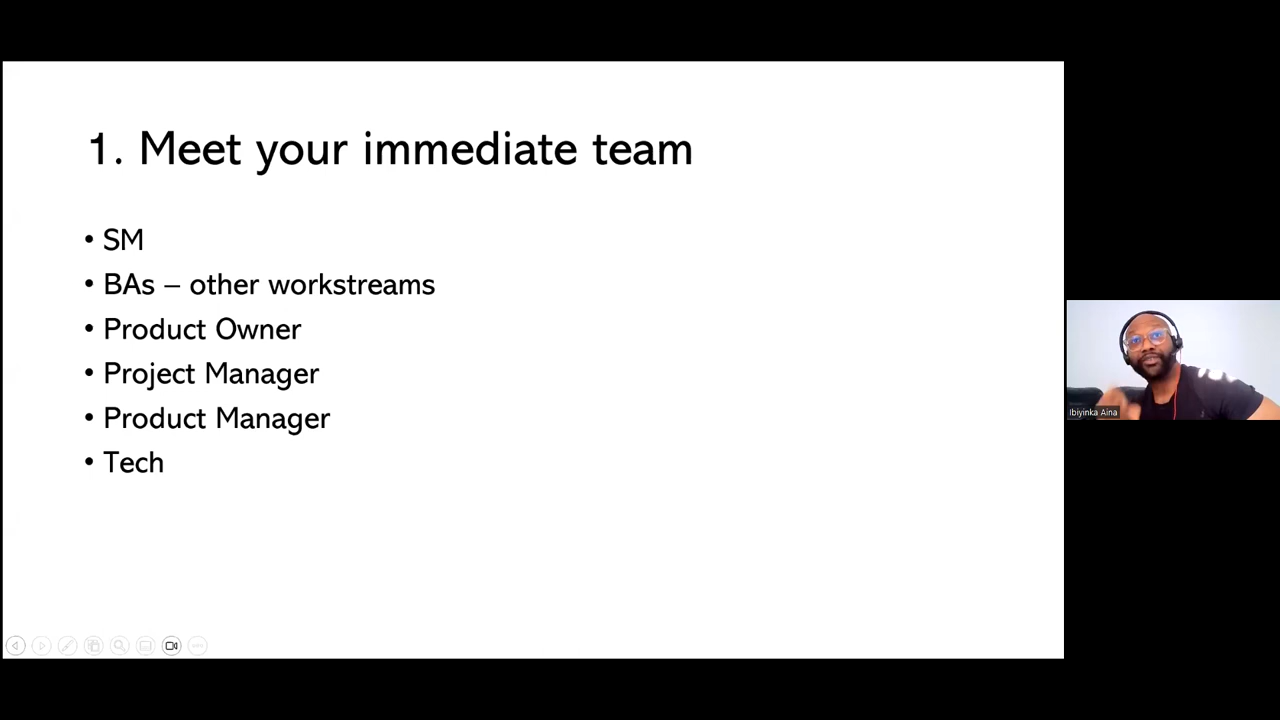 1. Meet your immediate team
• SM
• BAs – other workstreams
• Product Owner
• Project Manager
• Product Manager
• Tech
Ibiyinka Aina